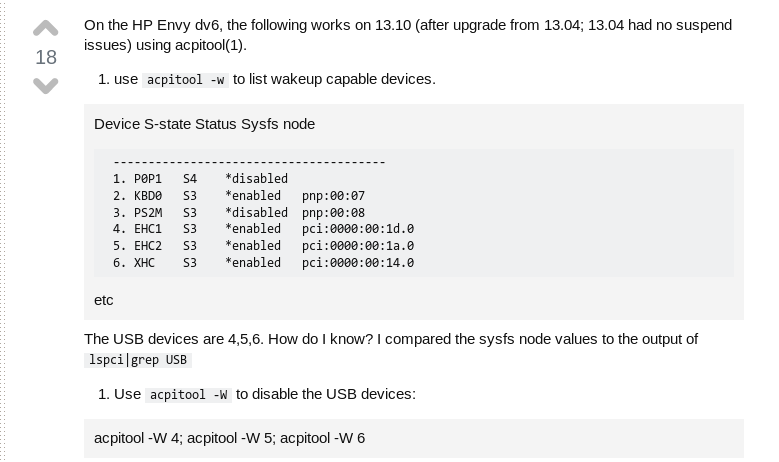 On the HP Envy dv6, the following works on 13.10 (after upgrade from 13.04; 13.04 had no suspend
issues) using acpitool(1).
18
1. use acpitool -w to list wakeup capable devices.
Device S-state Status Sysfs node
---------------------------------------
1. P0P1 S4 *disabled
2. KBD0 S3 *enabled pnp:00:07
3. PS2M S3 *disabled pnp:00:08
4. EHC1 S3 *enabled pci:0000:00:1d.0
5. EHC2 S3 *enabled pci:0000:00:1a.0
6. XHC S3 *enabled pci:0000:00:14.0
etc
The USB devices are 4,5,6. How do I know? I compared the sysfs node values to the output of
lspci|grep USB
1. Use acpitool -W to disable the USB devices:
acpitool -W 4; acpitool -W 5; acpitool -W 6